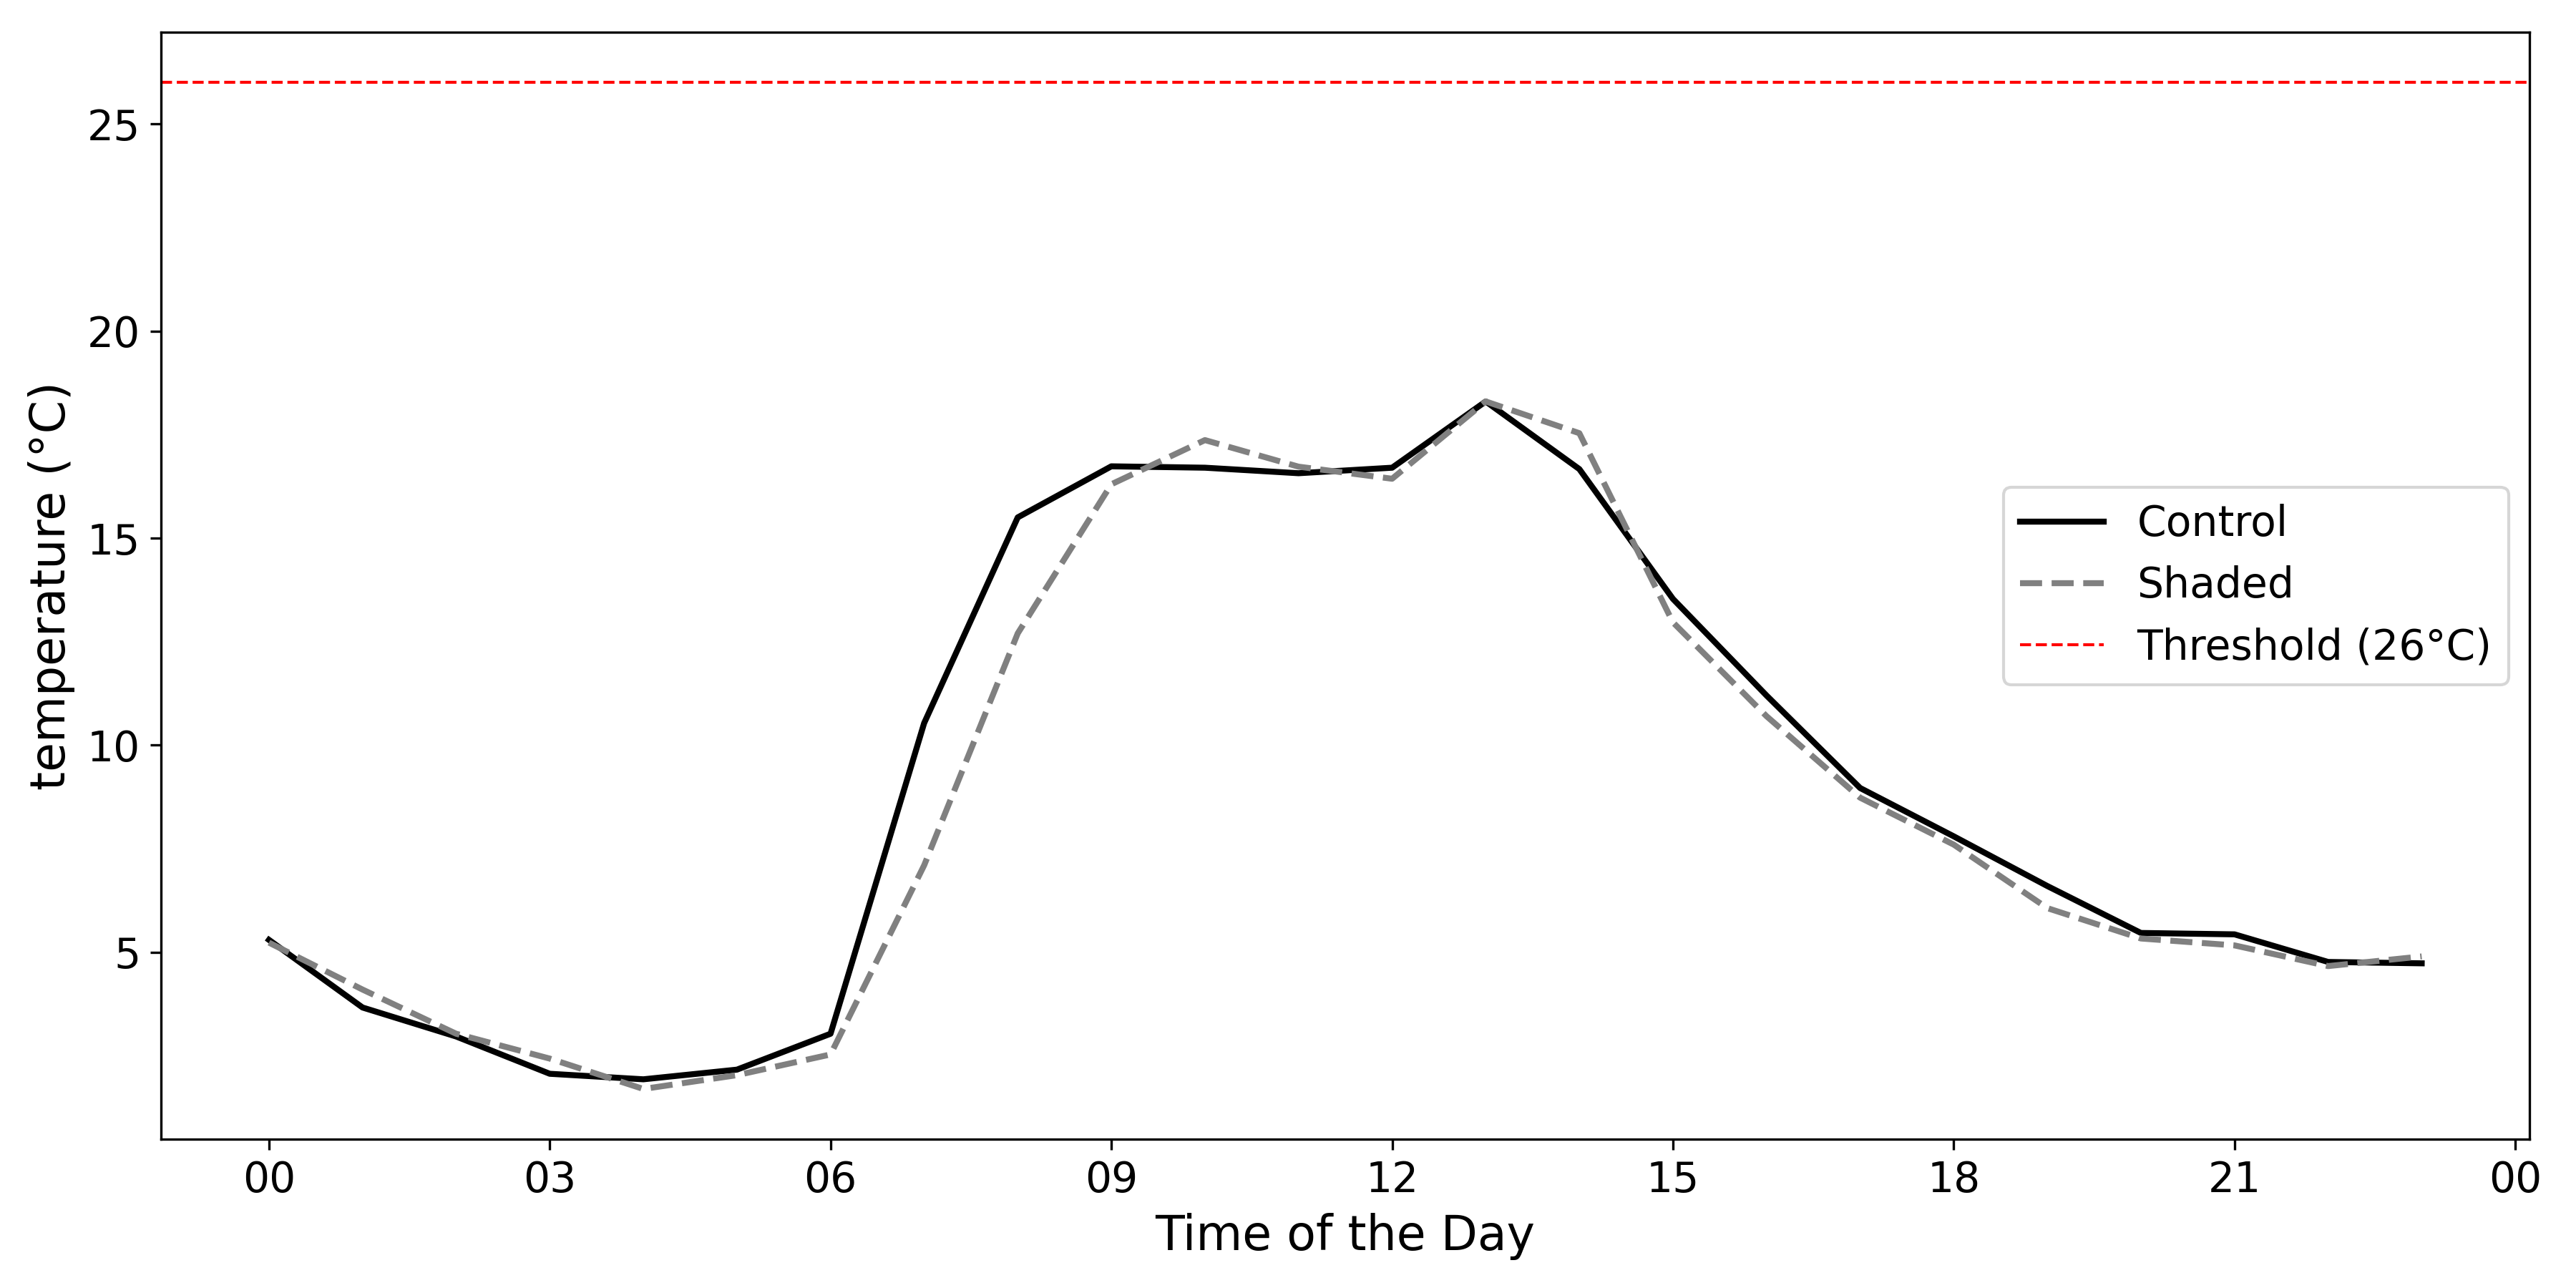 25
20
15
10
5
temperature (°C)
Control
Shaded
Threshold (26°C)
00 03 06 09 12 15 18 21 00
Time of the Day